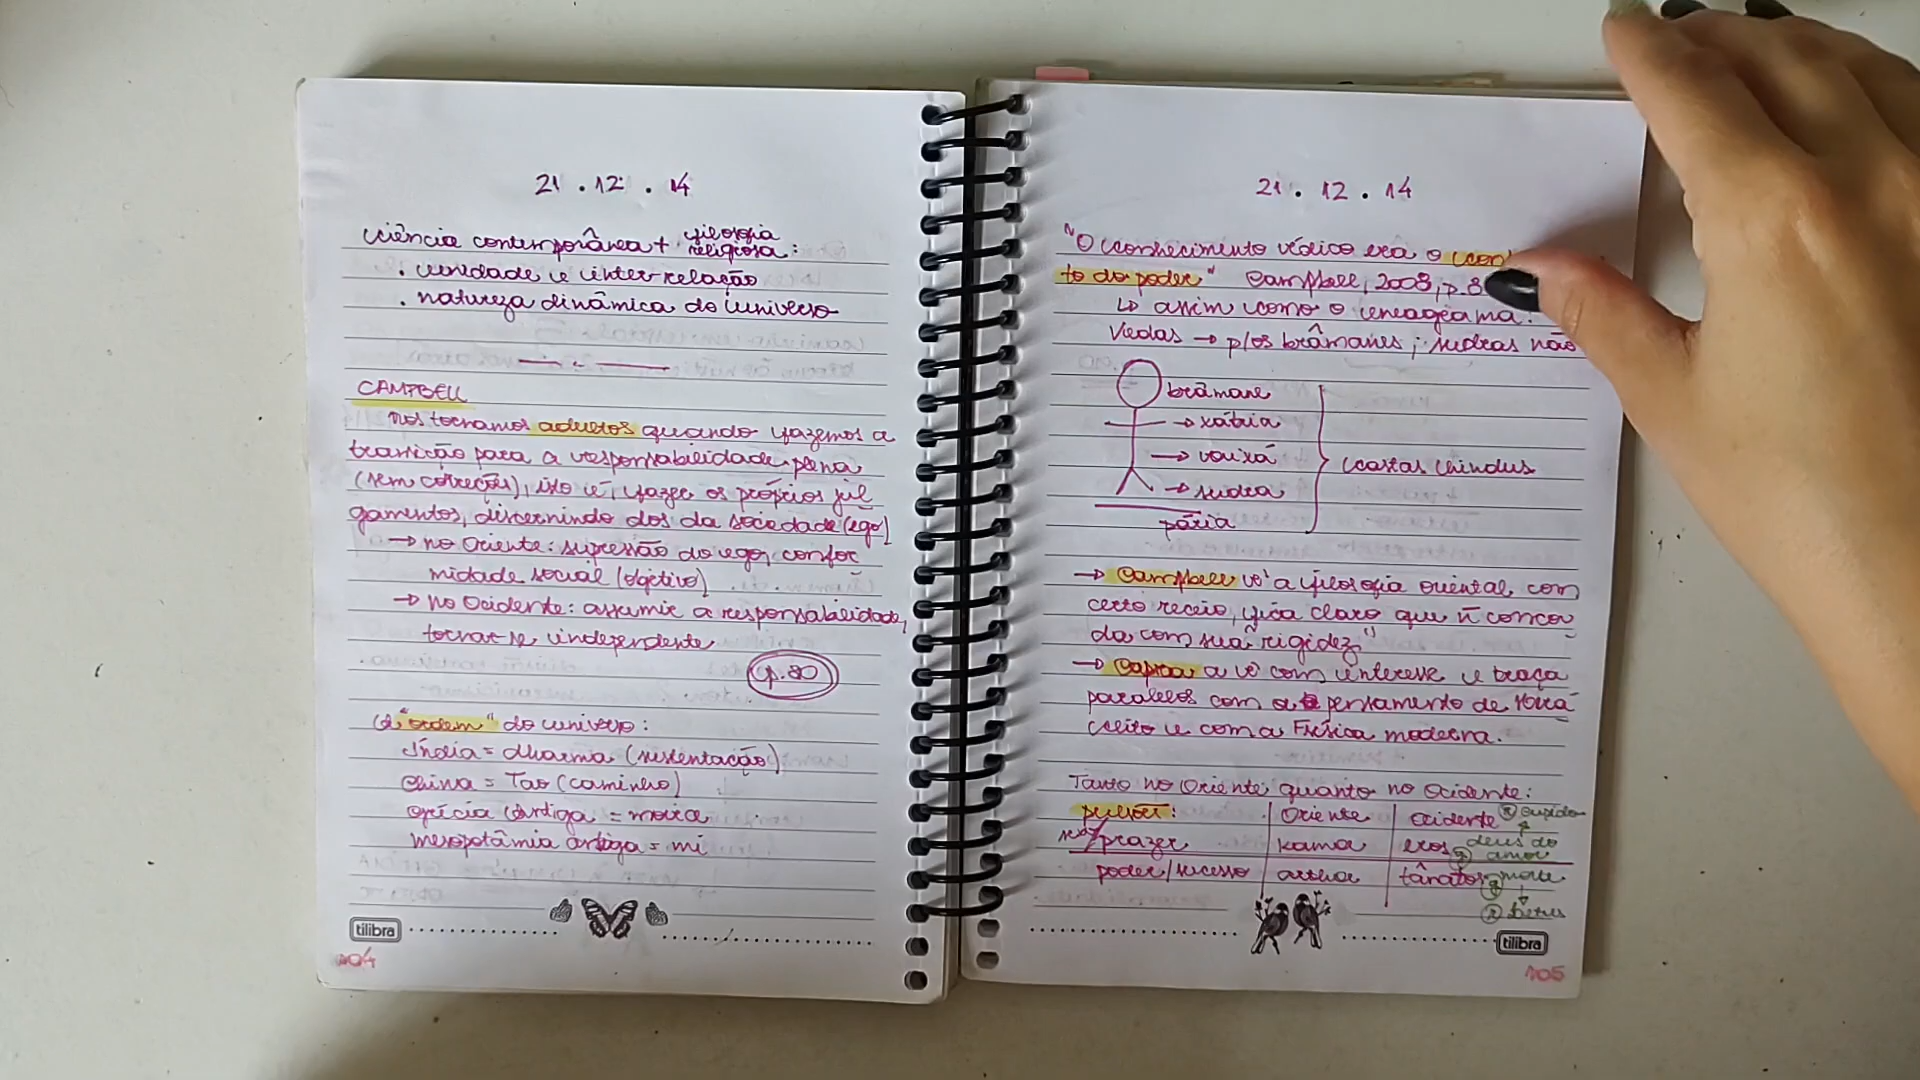 21 . 12 . 14
ciência contemporânea + filosofia religiosa:
. unidade e inter-relação
. natureza dinâmica do universo
CAMPBELL
nos tornamos adultos quando fazemos a
transição para a responsabilidade plena
(sem correções), isto é, fazer os próprios jul
gamentos, discernindo dos da sociedade (ego)
→ no Oriente: supressão do ego, confor
midade social (objetivo)
→ no Ocidente: assumir a responsabilidade,
tornar-se independente
p.80
a "ordem" do universo:
Índia = dharma (sustentação)
China = Tao (caminho)
Grécia Antiga = moira
mesopotâmia antiga = mi
tilibra
104
21 . 12 . 14
"O conhecimento védico era o
to do poder" Campbell, 2008, p.8
↳ assim como o eneagrama.
Vedas → p/os brâmanes; sudras não
brâmane
→ xátria
→ vaixá
→ sudra
pária
castas hindus
→ Campbell vê a filosofia oriental com
certo receio, fica claro que ñ concor
da com sua "rigidez"
→ Capra a vê com interesse e traça
paralelos com o pensamento de Herá
clito e com a Física moderna.
Tanto no Oriente quanto no Ocidente:
pulsões: Oriente Ocidente cupido
/prazer kama eros deus do amor
poder/sucesso artha tânatos morte
tilibra
105